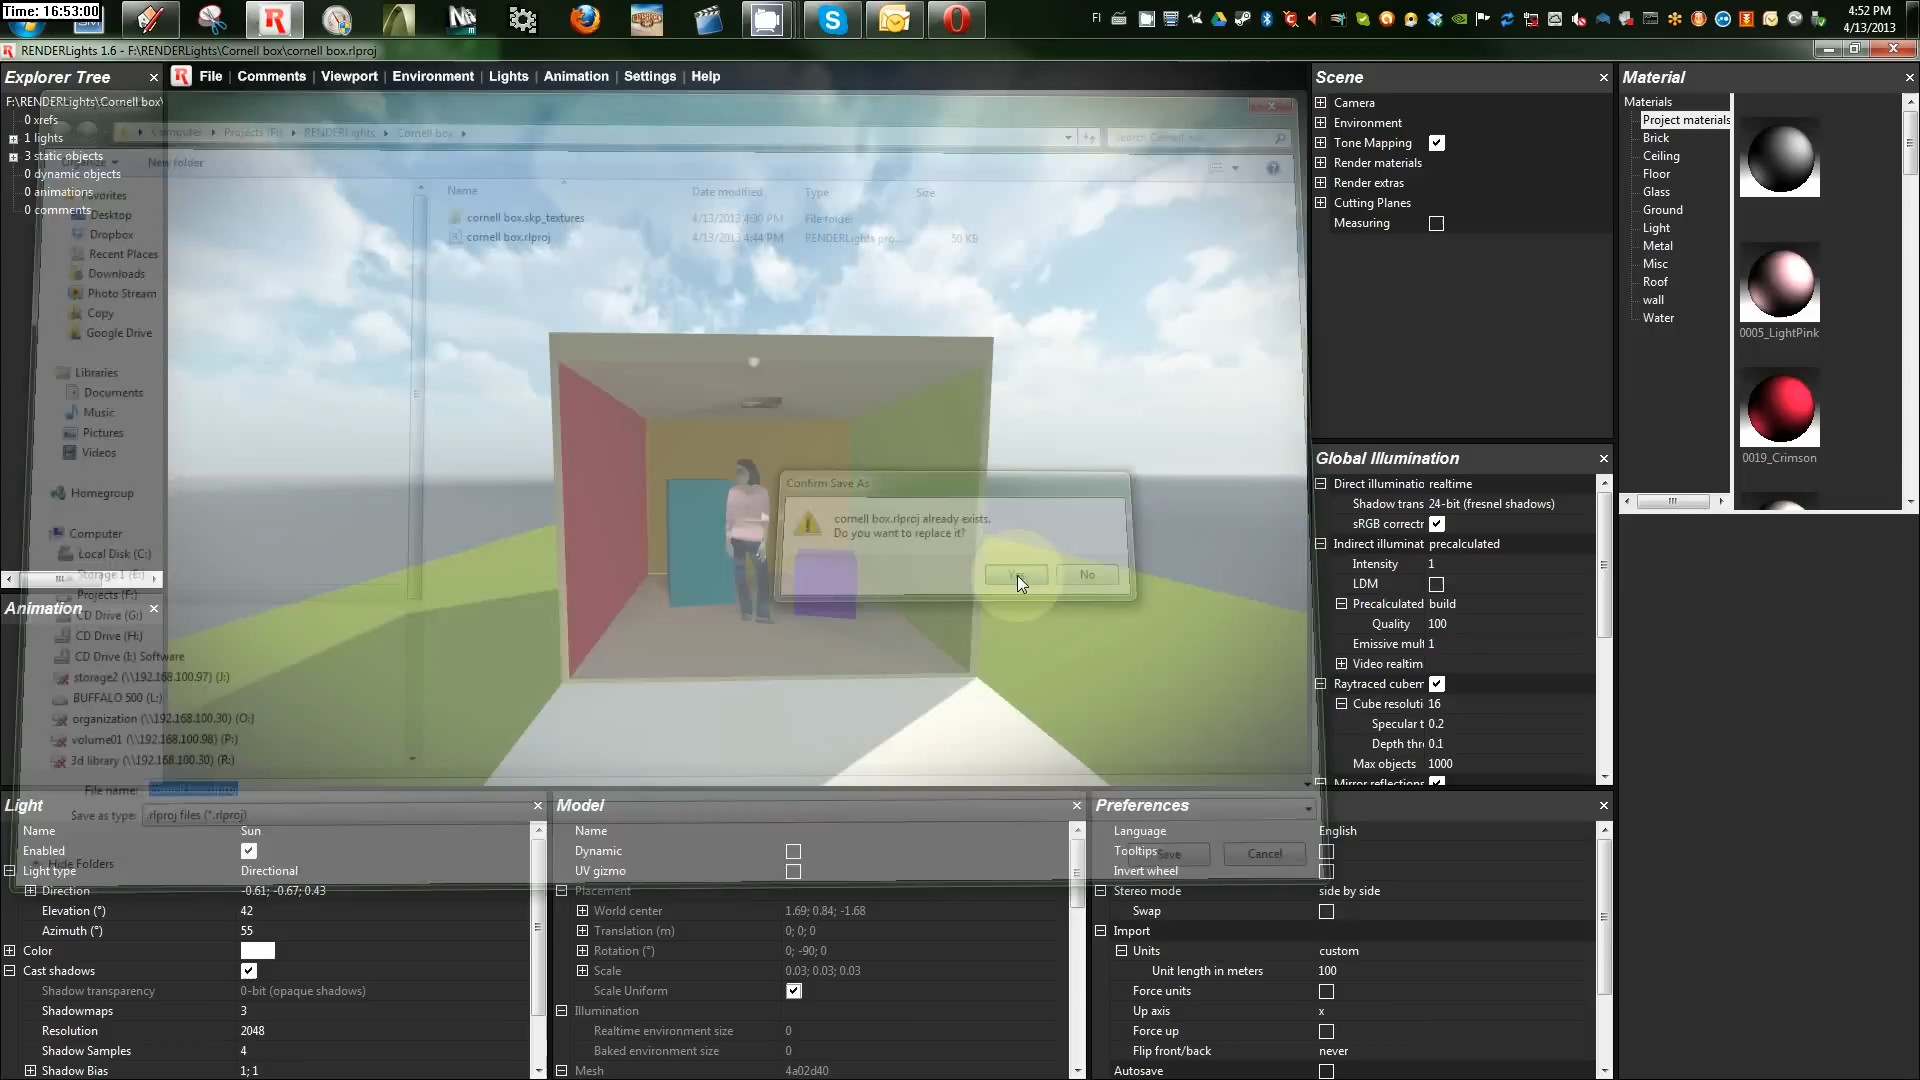 Time: 16:53:00
FI
4:52 PM
4/13/2013
RENDERLights 1.6 - F:\RENDERLights\Cornell box\cornell box.rlproj
Explorer Tree
File | Comments | Viewport | Environment | Lights | Animation | Settings | Help
F:\RENDERLights\Cornell box\
0 xrefs
1 lights
3 static objects
0 dynamic objects
0 animations
0 comments
Computer
Projects (F:)
RENDERLights
Cornell box
Organize
New folder
Name
Date modified
Type
Size
cornell box.skp_textures
4/13/2013 4:30 PM
File folder
cornell box.rlproj
4/13/2013 4:44 PM
RENDERLights pro...
50 KB
Favorites
Desktop
Dropbox
Recent Places
Downloads
Photo Stream
Copy
Google Drive
Libraries
Documents
Music
Pictures
Videos
Homegroup
Computer
Local Disk (C:)
Storage 1 (E:)
Projects (F:)
CD Drive (G:)
CD Drive (H:)
CD Drive (I:) Software
storage2 (\\192.168.100.97) (J:)
BUFFALO 500 (L:)
organization (\\192.168.100.30) (O:)
volume01 (\\192.168.100.98) (P:)
3d library (\\192.168.100.30) (R:)
File name:
cornell box.rlproj
Save as type:
.rlproj files (*.rlproj)
Hide Folders
Save
Cancel
Confirm Save As
cornell box.rlproj already exists.
Do you want to replace it?
Yes
No
Scene
Camera
Environment
Tone Mapping
Render materials
Render extras
Cutting Planes
Measuring
Material
Materials
Project materials
Brick
Ceiling
Floor
Glass
Ground
Light
Metal
Misc
Roof
wall
Water
0005_LightPink
0019_Crimson
Global Illumination
Direct illuminatio realtime
Shadow trans 24-bit (fresnel shadows)
sRGB correctr
Indirect illuminat precalculated
Intensity 1
LDM
Precalculated build
Quality 100
Emissive mult 1
Video realtim
Raytraced cubem
Cube resoluti 16
Specular t 0.2
Depth thre 0.1
Max objects 1000
Mirror reflections
Animation
Light
Name Sun
Enabled
Light type Directional
Direction -0.61; -0.67; 0.43
Elevation (°) 42
Azimuth (°) 55
Color
Cast shadows
Shadow transparency 0-bit (opaque shadows)
Shadowmaps 3
Resolution 2048
Shadow Samples 4
Shadow Bias 1; 1
Model
Name
Dynamic
UV gizmo
Placement
World center 1.69; 0.84; -1.68
Translation (m) 0; 0; 0
Rotation (°) 0; -90; 0
Scale 0.03; 0.03; 0.03
Scale Uniform
Illumination
Realtime environment size 0
Baked environment size 0
Mesh 4a02d40
Preferences
Language English
Tooltips
Invert wheel
Stereo mode side by side
Swap
Import
Units custom
Unit length in meters 100
Force units
Up axis x
Force up
Flip front/back never
Autosave